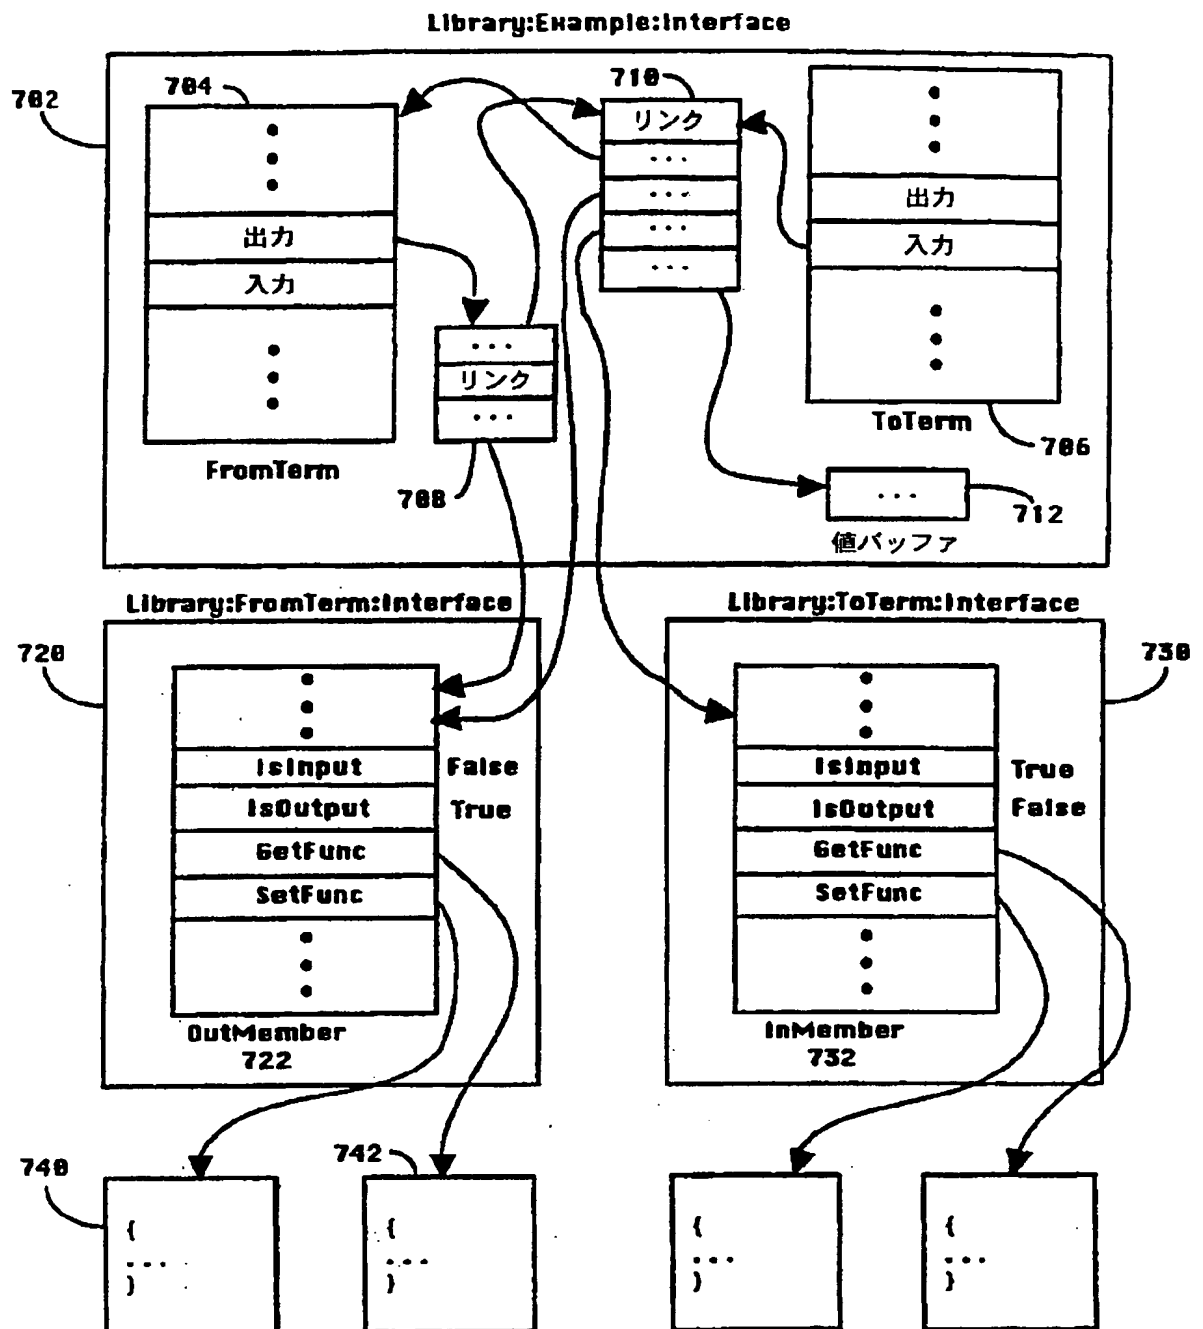 Library:Example:Interface
702
704
出力
入力
FromTerm
710
リンク
...
...
...
...
出力
入力
ToTerm
706
...
リンク
...
708
...
712
値バッファ
Library:FromTerm:Interface
720
IsInput False
IsOutput True
GetFunc
SetFunc
OutMember
722
Library:ToTerm:Interface
730
IsInput True
IsOutput False
GetFunc
SetFunc
InMember
732
740
{
...
}
742
{
...
}
{
...
}
{
...
}